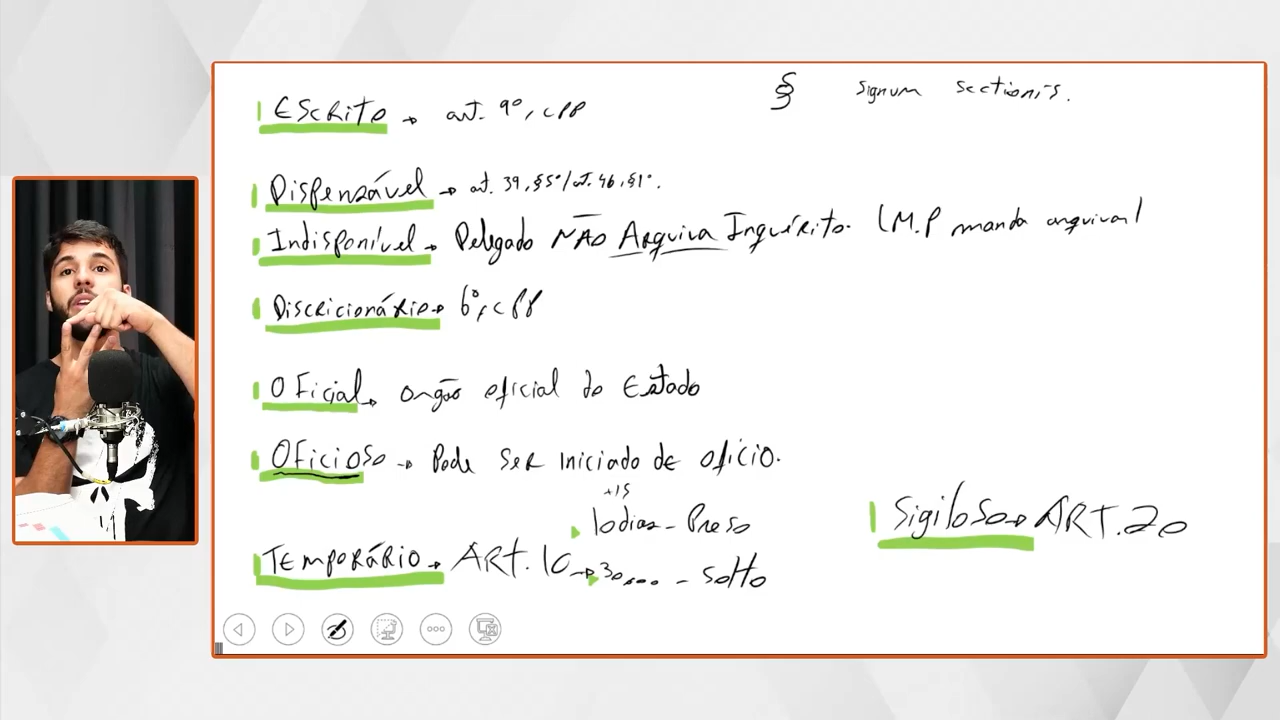 § signum sectionis.
Escrito → art. 9º, CPP
Dispensável → art. 39, §5º/art. 46, §1º.
Indisponível → Delegado NÃO Arquiva Inquérito. (M.P manda arquivar)
Discricionário → 6º, CPP
Oficial → orgão oficial do Estado
Oficioso → Pode ser iniciado de ofício.
+15
10 dias - Preso
Temporário → ART. 10 → 30 - solto
Sigiloso → ART. 20